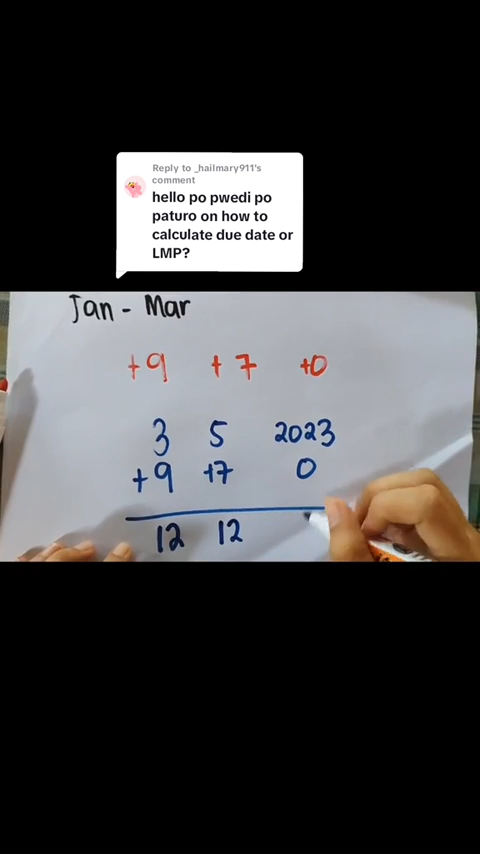 Reply to _hailmary911's
comment
hello po pwedi po
paturo on how to
calculate due date or
LMP?
Jan - Mar
+9 +7 +0
3 5 2023
+9 +7 0
12 12